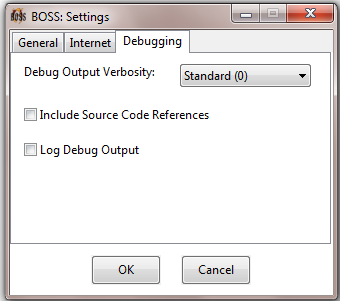 BOSS: Settings
General Internet Debugging
Debug Output Verbosity: Standard (0)
Include Source Code References
Log Debug Output
OK Cancel